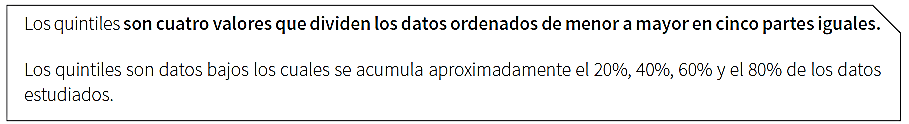 Los quintiles son cuatro valores que dividen los datos ordenados de menor a mayor en cinco partes iguales.
Los quintiles son datos bajos los cuales se acumula aproximadamente el 20%, 40%, 60% y el 80% de los datos
estudiados.